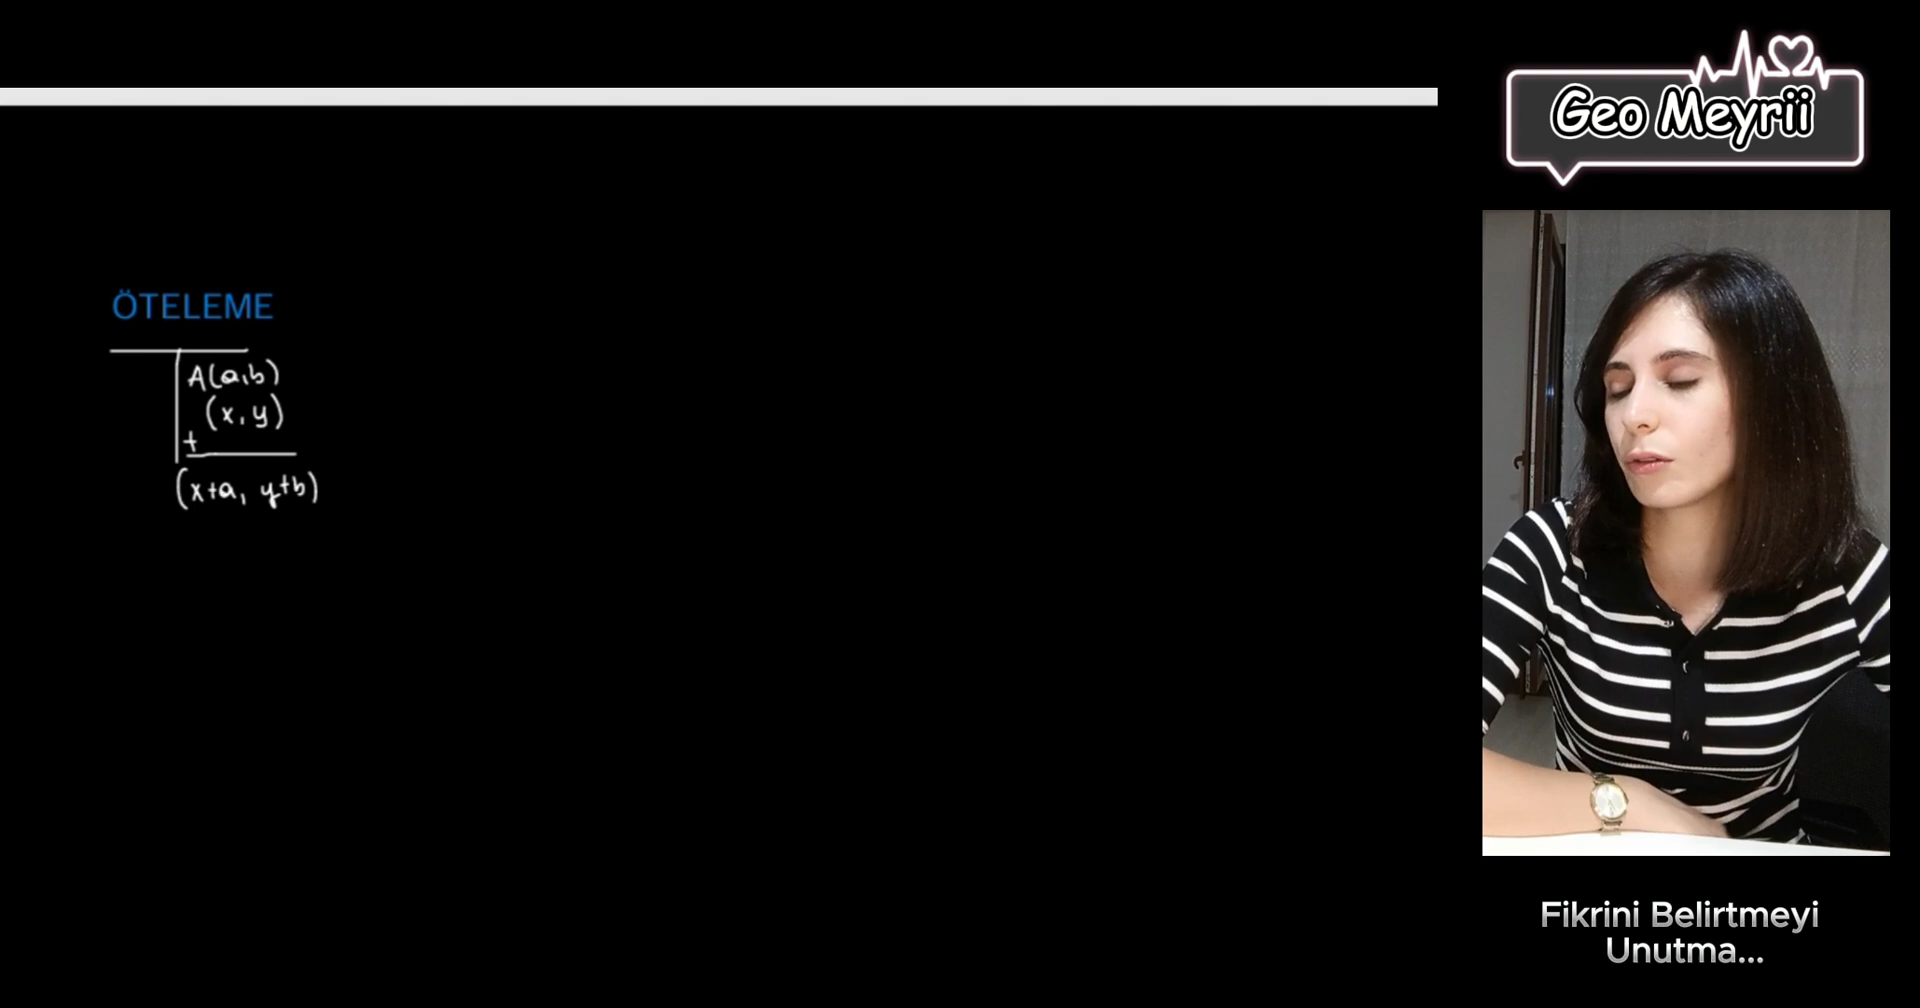 Geo Meyrii
ÖTELEME
A(a,b)
(x, y)
+
(x+a, y+b)
Fikrini Belirtmeyi
Unutma...